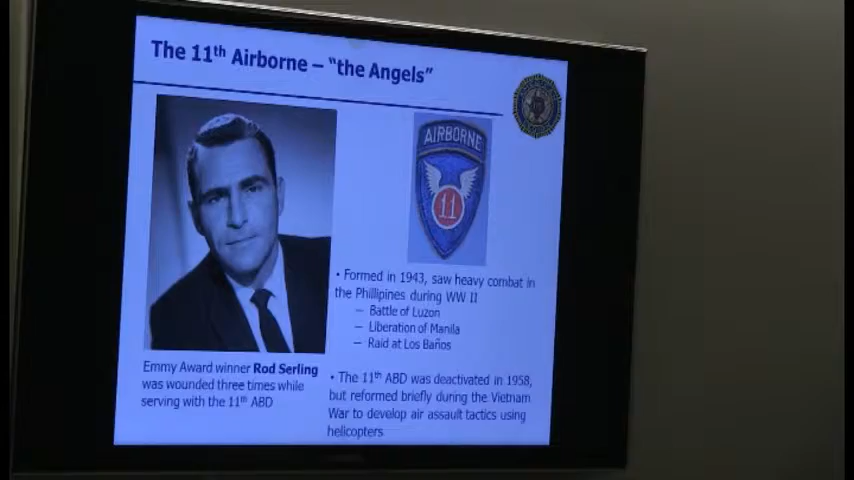 The 11th Airborne – "the Angels"
AIRBORNE
11
• Formed in 1943, saw heavy combat in
the Phillipines during WW II
– Battle of Luzon
– Liberation of Manila
– Raid at Los Baños
Emmy Award winner Rod Serling
was wounded three times while
serving with the 11th ABD
• The 11th ABD was deactivated in 1958,
but reformed briefly during the Vietnam
War to develop air assault tactics using
helicopters